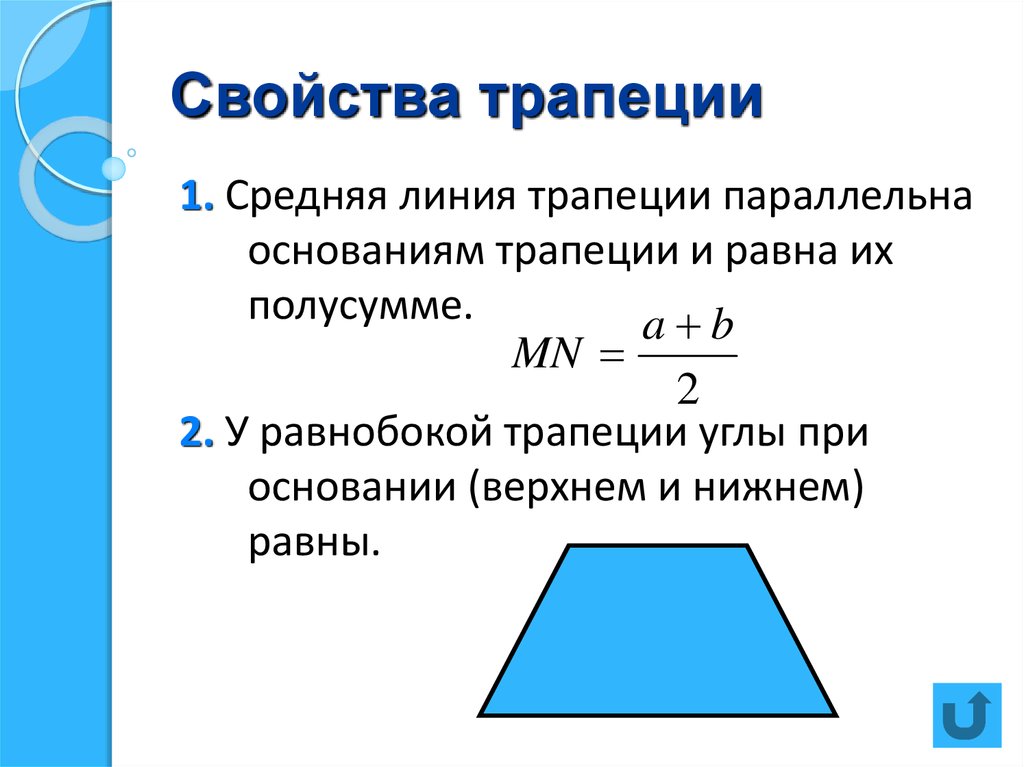 Свойства трапеции
1. Средняя линия трапеции параллельна
основаниям трапеции и равна их
полусумме.
MN = a + b / 2
2. У равнобокой трапеции углы при
основании (верхнем и нижнем)
равны.